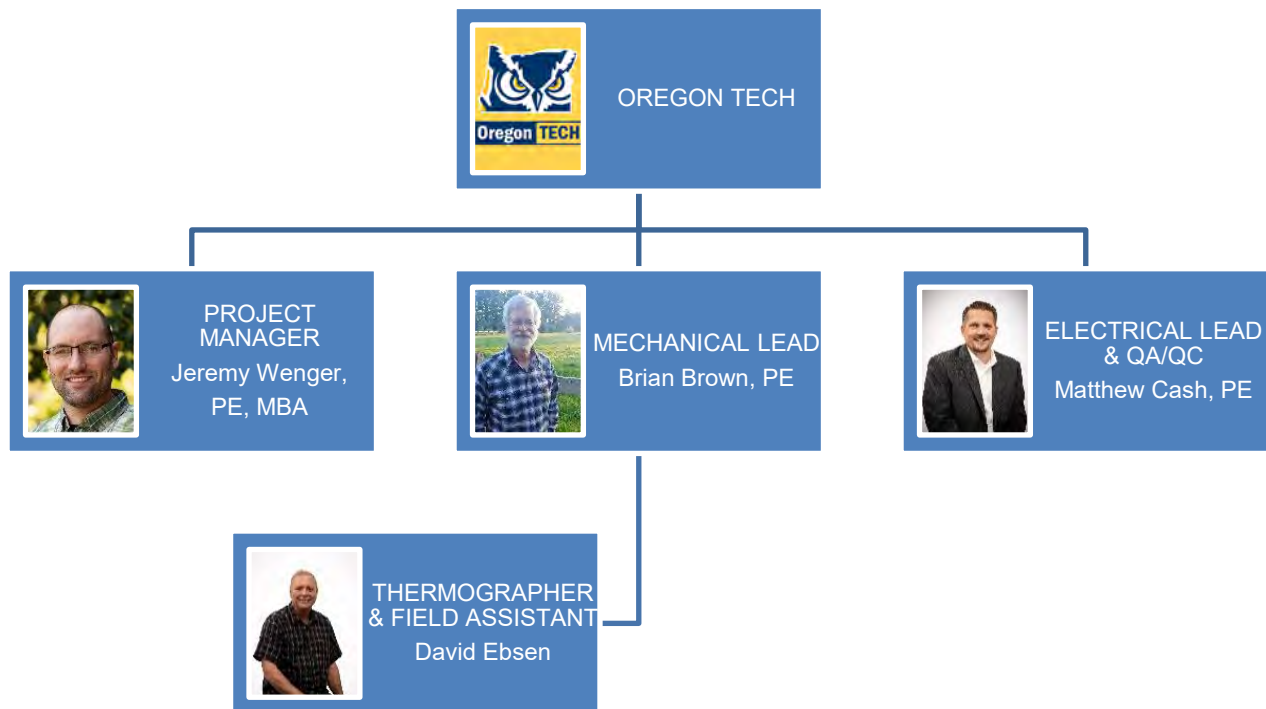 Oregon TECH
OREGON TECH
PROJECT
MANAGER
Jeremy Wenger,
PE, MBA
MECHANICAL LEAD
Brian Brown, PE
ELECTRICAL LEAD
& QA/QC
Matthew Cash, PE
THERMOGRAPHER
& FIELD ASSISTANT
David Ebsen